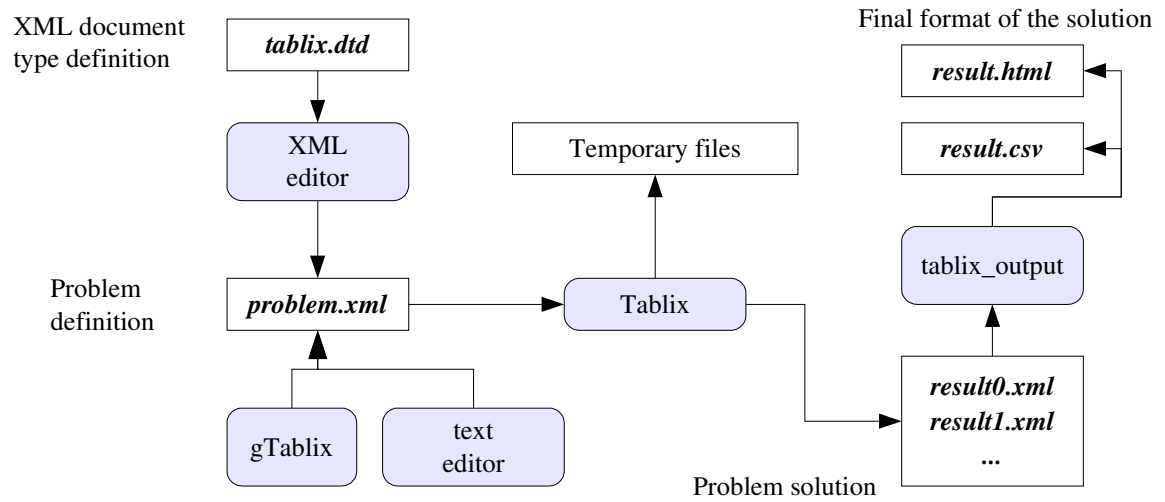 XML document
type definition
tablix.dtd
Final format of the solution
result.html
XML
editor
Temporary files
result.csv
tablix_output
Problem
definition
problem.xml
Tablix
result0.xml
result1.xml
...
gTablix
text
editor
Problem solution